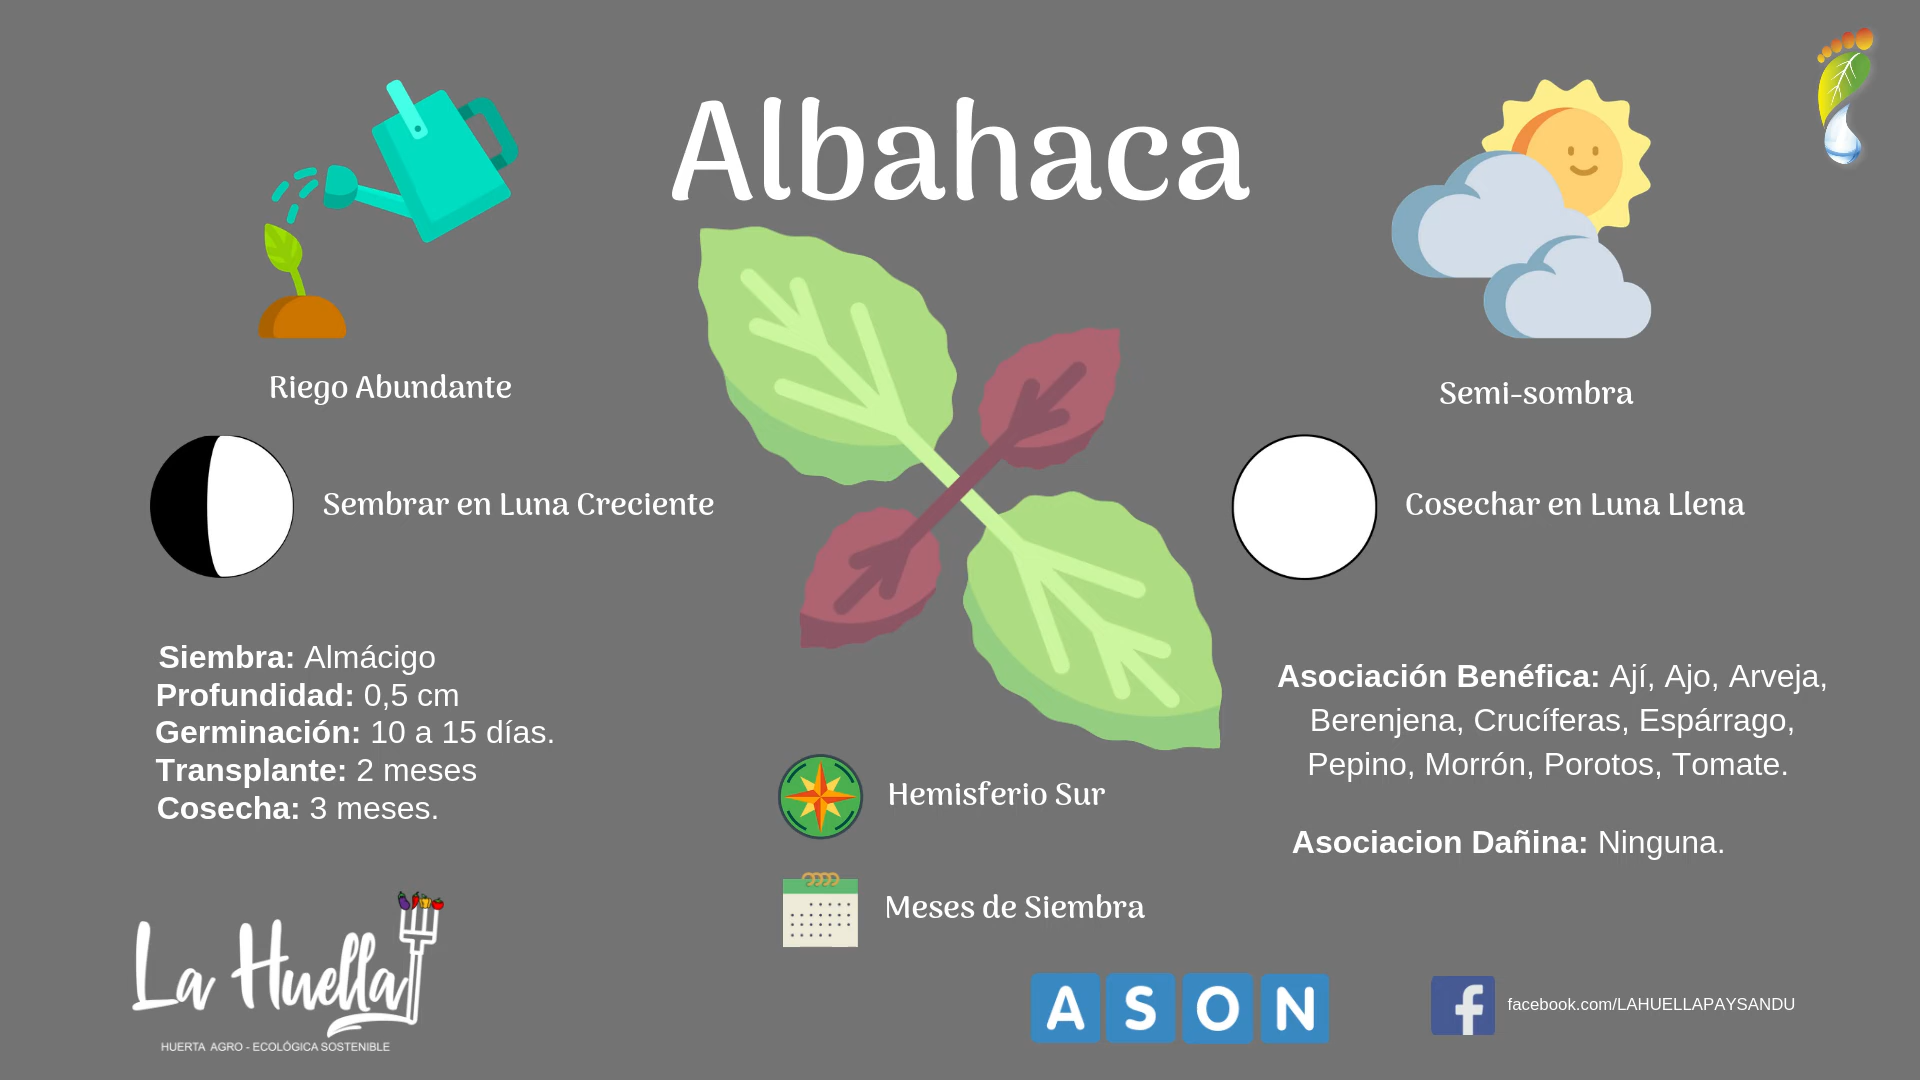 Albahaca
Riego Abundante
Semi-sombra
Sembrar en Luna Creciente
Cosechar en Luna Llena
Siembra: Almácigo
Profundidad: 0,5 cm
Germinación: 10 a 15 días.
Transplante: 2 meses
Cosecha: 3 meses.
Asociación Benéfica: Ají, Ajo, Arveja,
Berenjena, Crucíferas, Espárrago,
Pepino, Morrón, Porotos, Tomate.
Asociacion Dañina: Ninguna.
Hemisferio Sur
Meses de Siembra
A S O N
La Huella
HUERTA AGRO - ECOLÓGICA SOSTENIBLE
facebook.com/LAHUELLAPAYSANDU